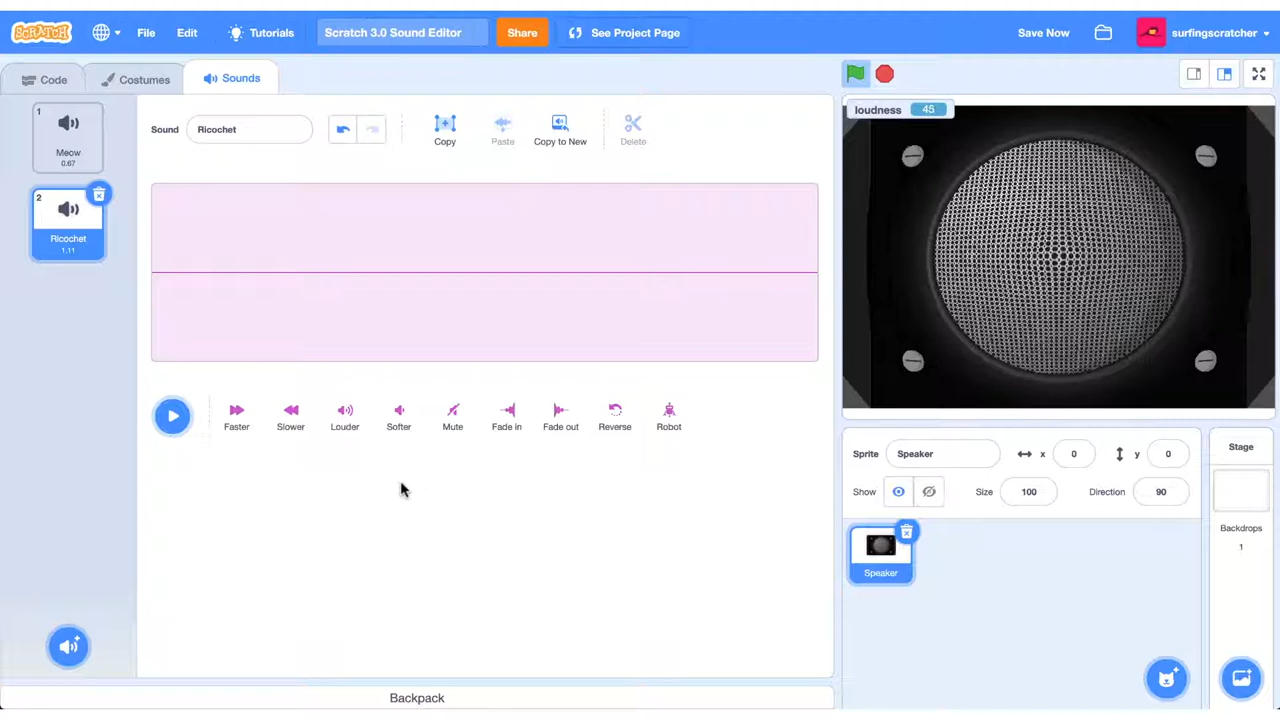 SCRATCH File Edit Tutorials Scratch 3.0 Sound Editor Share See Project Page Save Now surfingscratcher
Code Costumes Sounds
1
Meow
0.67
2
Ricochet
1.11
Sound Ricochet Copy Paste Copy to New Delete
Faster Slower Louder Softer Mute Fade in Fade out Reverse Robot
loudness 45
Sprite Speaker x 0 y 0
Show Size 100 Direction 90
Speaker
Stage
Backdrops
1
Backpack